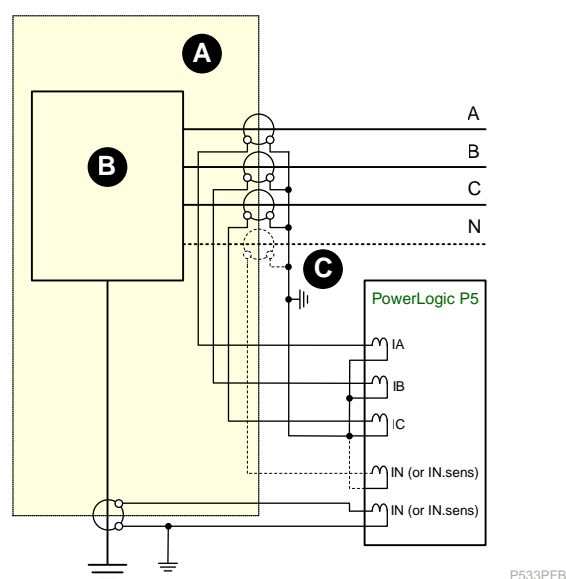 A
B
A
B
C
N
C
PowerLogic P5
IA
IB
IC
IN (or IN.sens)
IN (or IN.sens)
P533PFB